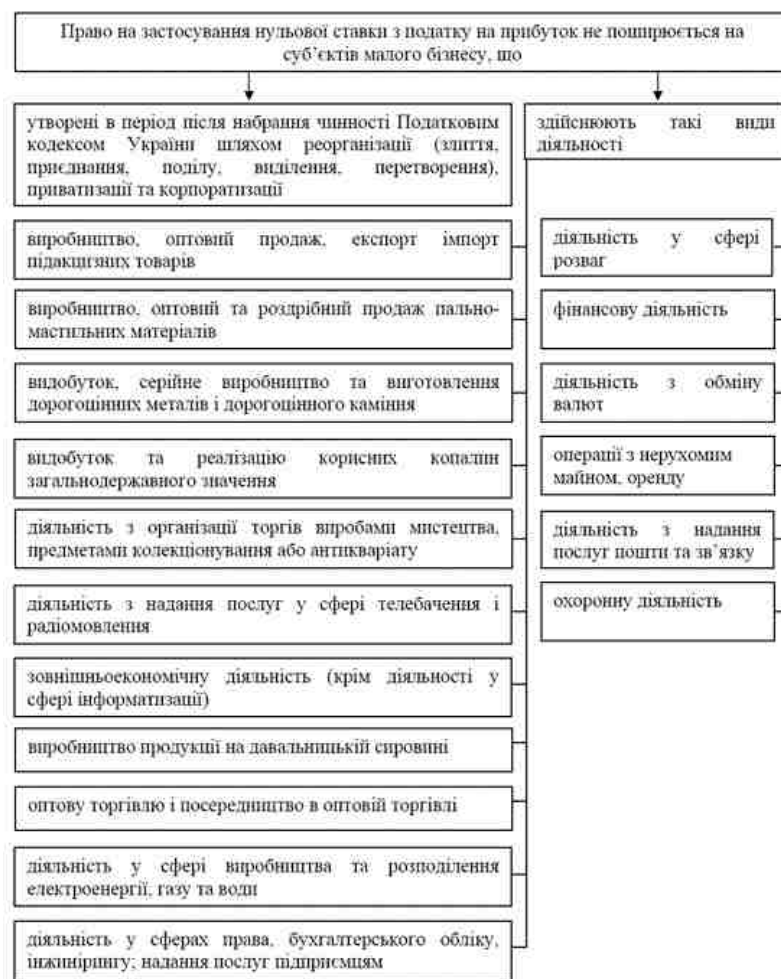 Право на застосування нульової ставки з податку на прибуток не поширюється на
суб’єктів малого бізнесу, що
утворені в період після набрання чинності Податковим
кодексом України шляхом реорганізації (злиття,
приєднання, поділу, виділення, перетворення),
приватизації та корпоратизації
здійснюють такі види
діяльності
виробництво, оптовий продаж, експорт імпорт
підакцизних товарів
виробництво, оптовий та роздрібний продаж пально-
мастильних матеріалів
видобуток, серійне виробництво та виготовлення
дорогоцінних металів і дорогоцінного каміння
видобуток та реалізацію корисних копалин
загальнодержавного значення
діяльність з організації торгів виробами мистецтва,
предметами колекціонування або антикваріату
діяльність з надання послуг у сфері телебачення і
радіомовлення
зовнішньоекономічну діяльність (крім діяльності у
сфері інформатизації)
виробництво продукції на давальницькій сировині
оптову торгівлю і посередництво в оптовій торгівлі
діяльність у сфері виробництва та розподілення
електроенергії, газу та води
діяльність у сферах права, бухгалтерського обліку,
інжинірингу; надання послуг підприємцям
діяльність у сфері
розваг
фінансову діяльність
діяльність з обміну
валют
операції з нерухомим
майном, оренду
діяльність з надання
послуг пошти та зв’язку
охоронну діяльність